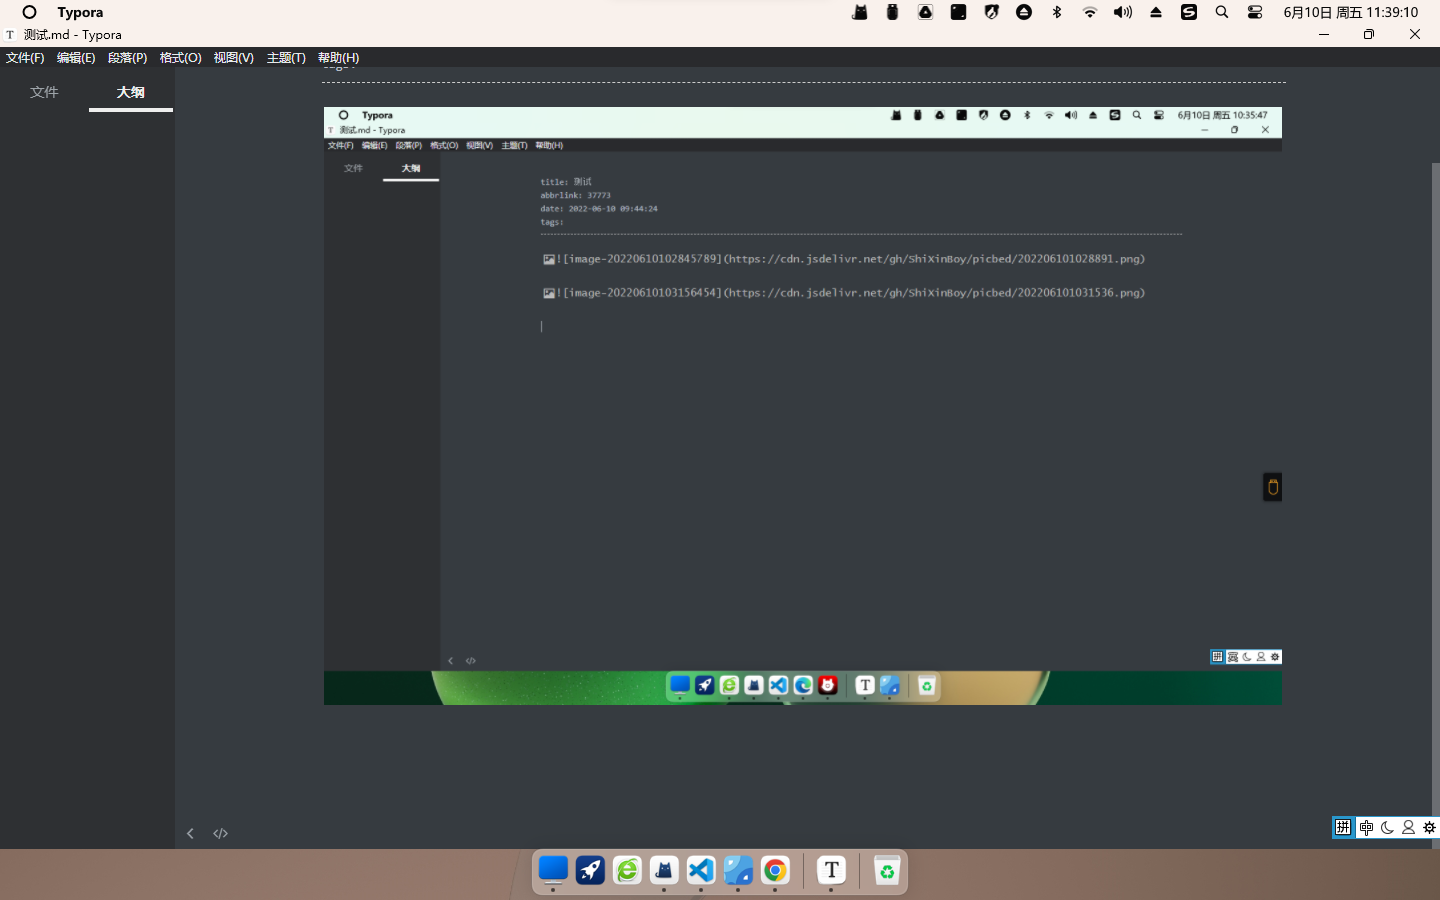 Typora
6月10日 周五 11:39:10
测试.md - Typora
文件(F) 编辑(E) 段落(P) 格式(O) 视图(V) 主题(T) 帮助(H)
文件 大纲
Typora
6月10日 周五 10:35:47
测试.md - Typora
文件(F) 编辑(E) 段落(P) 格式(O) 视图(V) 主题(T) 帮助(H)
文件 大纲
title: 测试
abbrlink: 37773
date: 2022-06-10 09:44:24
tags:
![image-20220610102845789](https://cdn.jsdelivr.net/gh/ShiXinBoy/picbed/202206101028891.png)
![image-20220610103156454](https://cdn.jsdelivr.net/gh/ShiXinBoy/picbed/202206101031536.png)
拼
T
拼 中
T